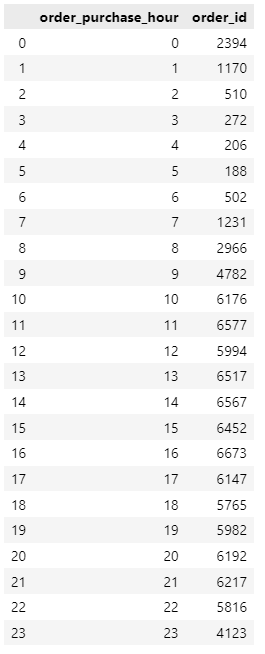 order_purchase_hour order_id
0 0 2394
1 1 1170
2 2 510
3 3 272
4 4 206
5 5 188
6 6 502
7 7 1231
8 8 2966
9 9 4782
10 10 6176
11 11 6577
12 12 5994
13 13 6517
14 14 6567
15 15 6452
16 16 6673
17 17 6147
18 18 5765
19 19 5982
20 20 6192
21 21 6217
22 22 5816
23 23 4123